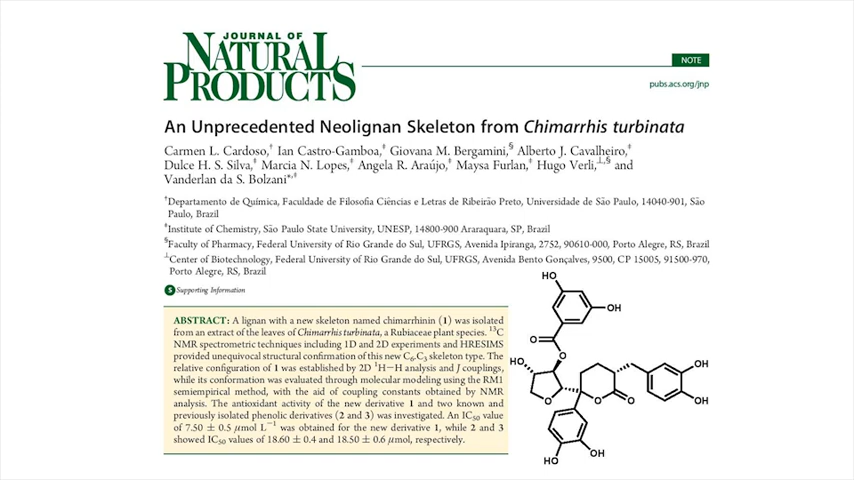 JOURNAL OF
NATURAL
PRODUCTS
NOTE
pubs.acs.org/jnp
An Unprecedented Neolignan Skeleton from Chimarrhis turbinata
Carmen L. Cardoso,† Ian Castro-Gamboa,‡ Giovana M. Bergamini,§ Alberto J. Cavalheiro,‡
Dulce H. S. Silva,‡ Marcia N. Lopes,‡ Angela R. Araújo,‡ Maysa Furlan,‡ Hugo Verli,⊥,§ and
Vanderlan da S. Bolzani*,‡
†Departamento de Química, Faculdade de Filosofia Ciências e Letras de Ribeirão Preto, Universidade de São Paulo, 14040-901, São
Paulo, Brazil
‡Institute of Chemistry, São Paulo State University, UNESP, 14800-900 Araraquara, SP, Brazil
§Faculty of Pharmacy, Federal University of Rio Grande do Sul, UFRGS, Avenida Ipiranga, 2752, 90610-000, Porto Alegre, RS, Brazil
⊥Center of Biotechnology, Federal University of Rio Grande do Sul, UFRGS, Avenida Bento Gonçalves, 9500, CP 15005, 91500-970,
Porto Alegre, RS, Brazil
S Supporting Information
ABSTRACT: A lignan with a new skeleton named chimarrhinin (1) was isolated
from an extract of the leaves of Chimarrhis turbinata, a Rubiaceae plant species. ¹³C
NMR spectrometric techniques including 1D and 2D experiments and HRESIMS
provided unequivocal structural confirmation of this new C₆.C₃ skeleton type. The
relative configuration of 1 was established by 2D ¹H−H analysis and J couplings,
while its conformation was evaluated through molecular modeling using the RM1
semiempirical method, with the aid of coupling constants obtained by NMR
analysis. The antioxidant activity of the new derivative 1 and two known and
previously isolated phenolic derivatives (2 and 3) was investigated. An IC₅₀ value
of 7.50 ± 0.5 μmol L⁻¹ was obtained for the new derivative 1, while 2 and 3
showed IC₅₀ values of 18.60 ± 0.4 and 18.50 ± 0.6 μmol, respectively.
HO
OH
O
O
HO
O
O
O
OH
OH
OH
HO